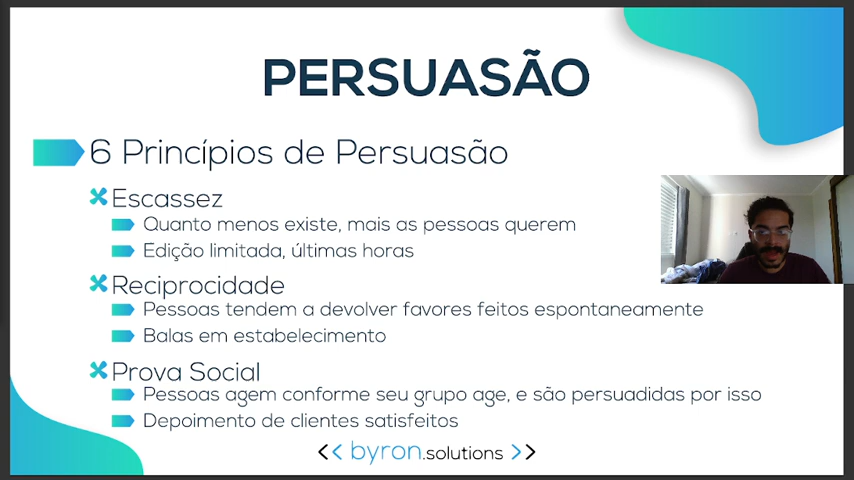 PERSUASÃO
6 Princípios de Persuasão
Escassez
Quanto menos existe, mais as pessoas querem
Edição limitada, últimas horas
Reciprocidade
Pessoas tendem a devolver favores feitos espontaneamente
Balas em estabelecimento
Prova Social
Pessoas agem conforme seu grupo age, e são persuadidas por isso
Depoimento de clientes satisfeitos
<< byron.solutions >>